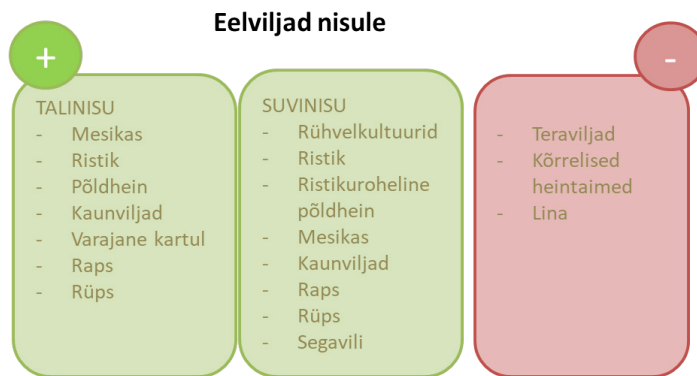 Eelviljad nisule
+
TALINISU
- Mesikas
- Ristik
- Põldhein
- Kaunviljad
- Varajane kartul
- Raps
- Rüps
SUVINISU
- Rühvelkultuurid
- Ristik
- Ristikuroheline
põldhein
- Mesikas
- Kaunviljad
- Raps
- Rüps
- Segavili
-
- Teraviljad
- Kõrrelised
heintaimed
- Lina